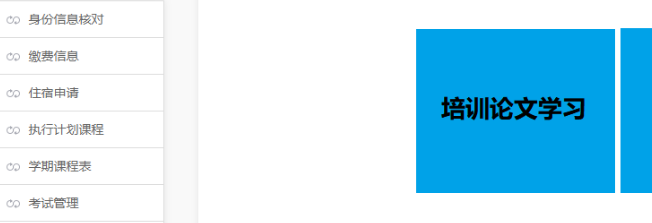 身份信息核对
缴费信息
住宿申请
执行计划课程
学期课程表
考试管理
培训论文学习